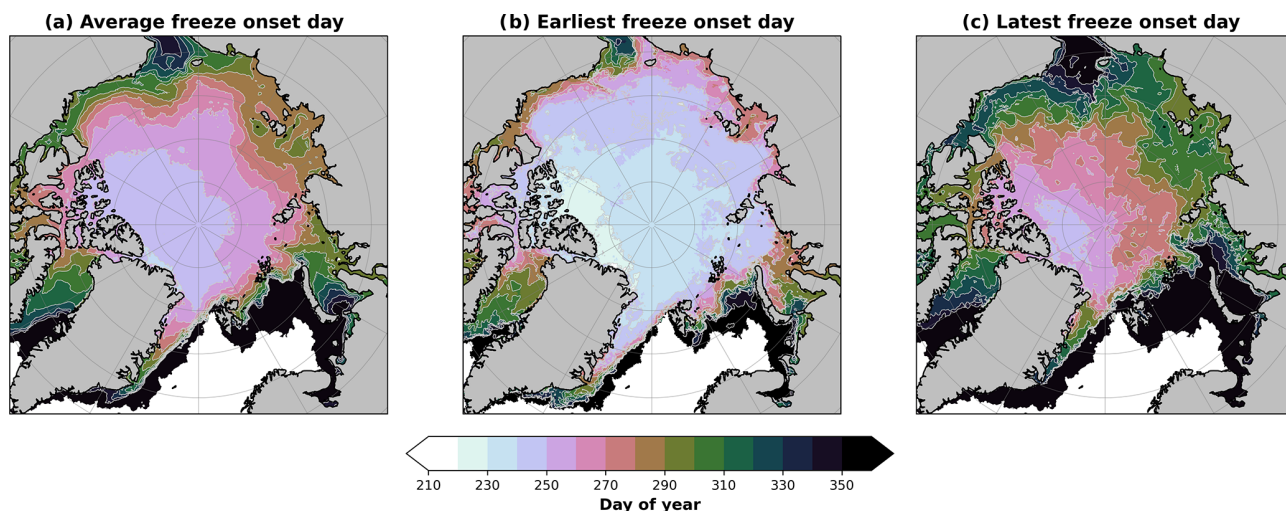 (a) Average freeze onset day
(b) Earliest freeze onset day
(c) Latest freeze onset day
210 230 250 270 290 310 330 350
Day of year